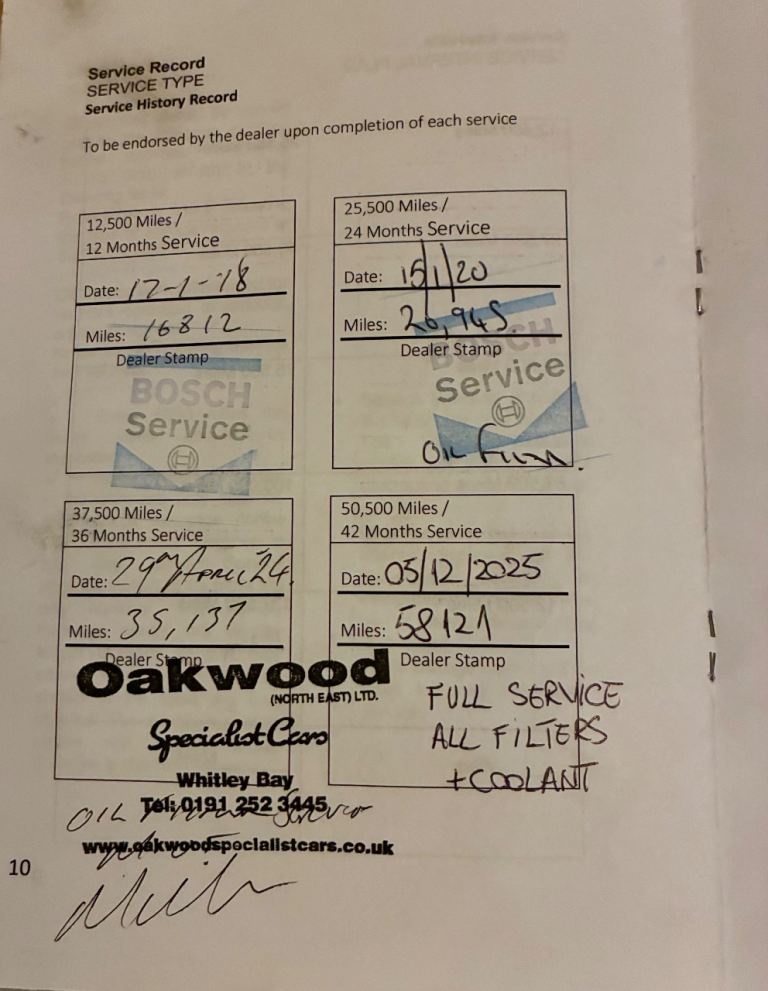 Service Record
SERVICE TYPE
Service History Record
To be endorsed by the dealer upon completion of each service
12,500 Miles /
12 Months Service
Date: 17-1-18
Miles: 16812
Dealer Stamp
BOSCH
Service
25,500 Miles /
24 Months Service
Date: 15/1/20
Miles: 20,945
Dealer Stamp
BOSCH
Service
OIL
37,500 Miles /
36 Months Service
Date: 29 APRIL 24
Miles: 35,137
Dealer Stamp
Oakwood
(NORTH EAST) LTD.
Specialist Cars
Whitley Bay
Tel: 0191 252 3445
OIL
www.oakwoodspecialistcars.co.uk
50,500 Miles /
42 Months Service
Date: 05/12/2025
Miles: 58121
Dealer Stamp
FULL SERVICE
ALL FILTERS
+COOLANT
10